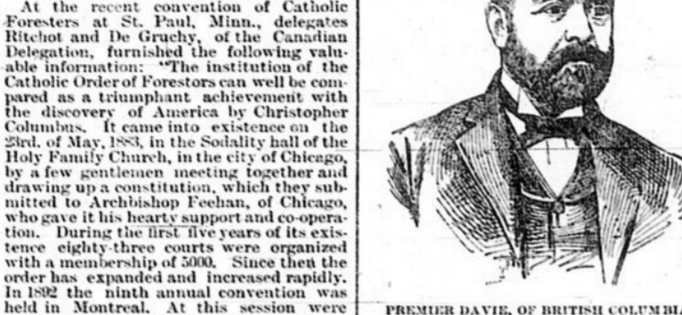 At the recent convention of Catholic
Foresters at St. Paul, Minn., delegates
Ritchot and De Gruchy, of the Canadian
Delegation, furnished the following valu-
able information: "The institution of the
Catholic Order of Forestors can well be com-
pared as a triumphant achievement with
the discovery of America by Christopher
Columbus. It came into existence on the
23rd. of May, 1883, in the Sodality hall of the
Holy Family Church, in the city of Chicago,
by a few gentlemen meeting together and
drawing up a constitution, which they sub-
mitted to Archbishop Feehan, of Chicago,
who gave it his hearty support and co-opera-
tion. During the first five years of its exis-
tence eighty-three courts were organized
with a membership of 5000. Since then the
order has expanded and increased rapidly.
In 1892 the ninth annual convention was
held in Montreal. At this session were
PREMIER DAVIE, OF BRITISH COLUMBIA